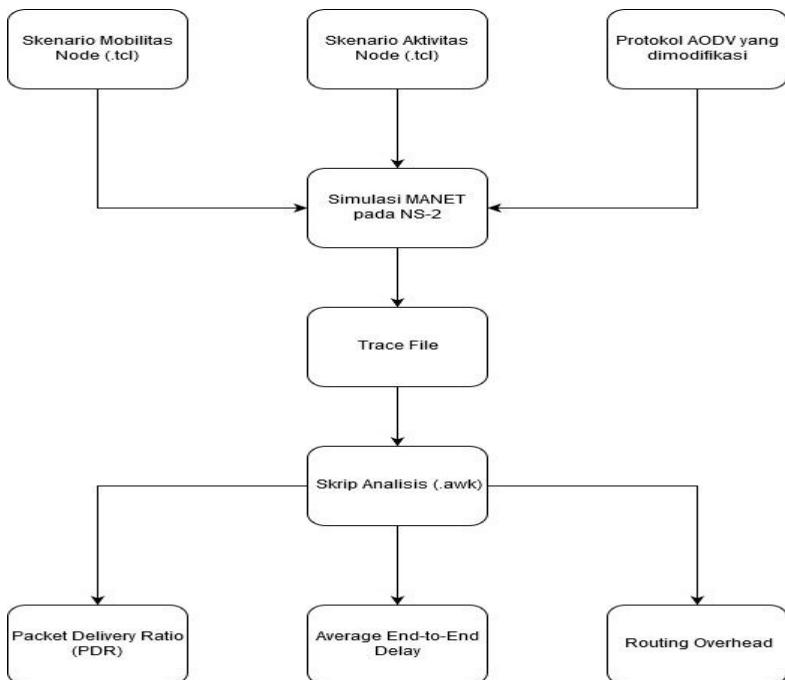 Skenario Mobilitas
Node (.tcl)
Skenario Aktivitas
Node (.tcl)
Protokol AODV yang
dimodifikasi
Simulasi MANET
pada NS-2
Trace File
Skrip Analisis (.awk)
Packet Delivery Ratio
(PDR)
Average End-to-End
Delay
Routing Overhead